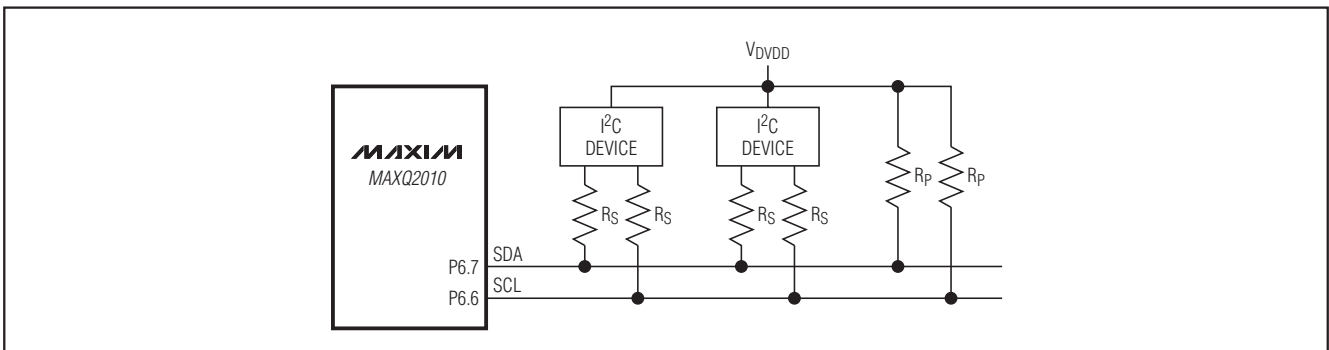 VDVDD
I2C
DEVICE
I2C
DEVICE
MAXIM
MAXQ2010
RS
RS
RS
RS
RP
RP
P6.7
SDA
P6.6
SCL